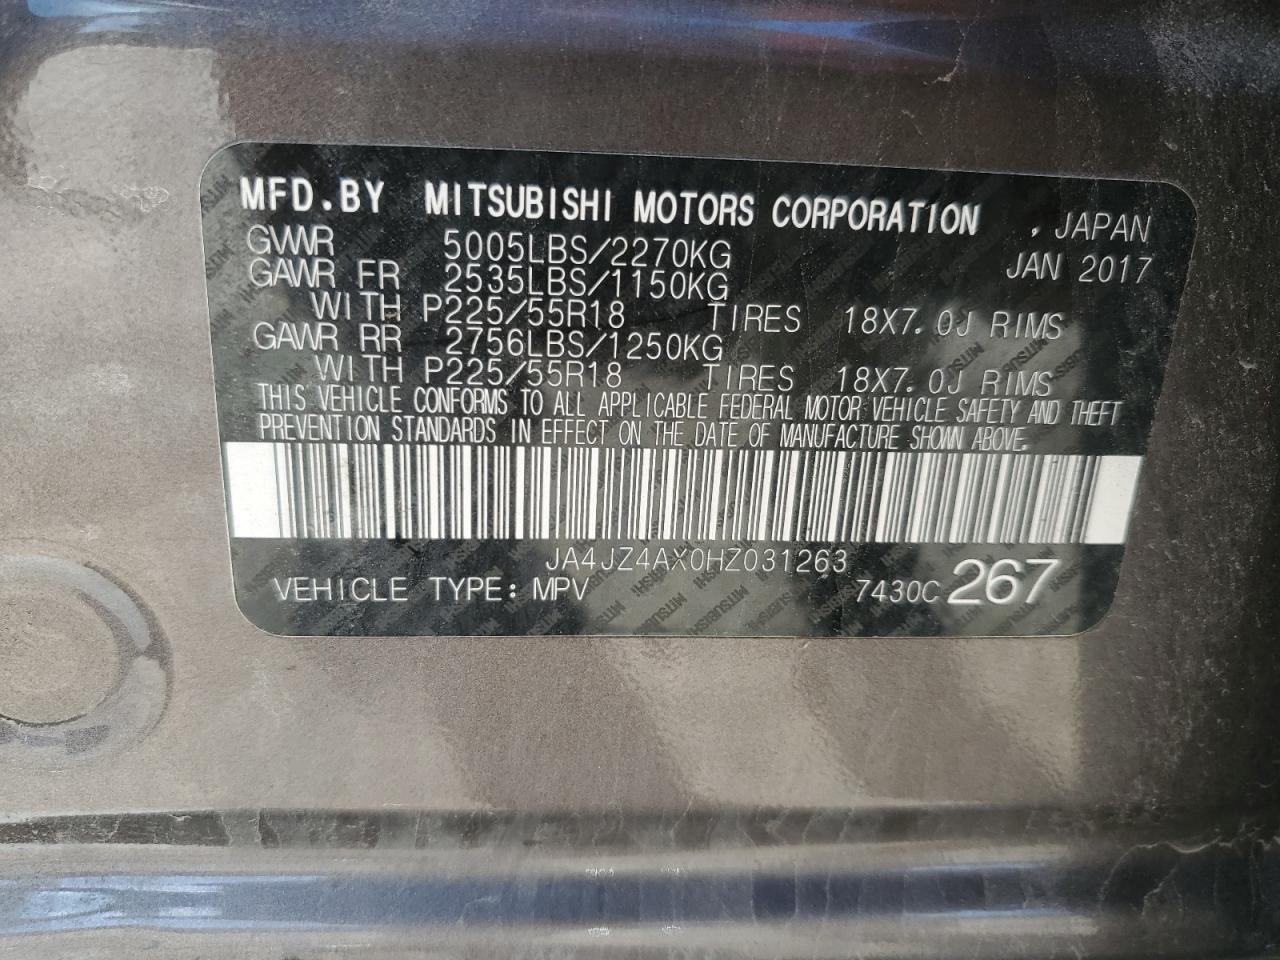 MFD.BY MITSUBISHI MOTORS CORPORATION , JAPAN
GVWR 5005LBS/2270KG JAN 2017
GAWR FR 2535LBS/1150KG
WITH P225/55R18 TIRES 18X7.0J RIMS
GAWR RR 2756LBS/1250KG
WITH P225/55R18 TIRES 18X7.0J RIMS
THIS VEHICLE CONFORMS TO ALL APPLICABLE FEDERAL MOTOR VEHICLE SAFETY AND THEFT
PREVENTION STANDARDS IN EFFECT ON THE DATE OF MANUFACTURE SHOWN ABOVE.
JA4JZ4AX0HZ031263
VEHICLE TYPE: MPV 7430C 267